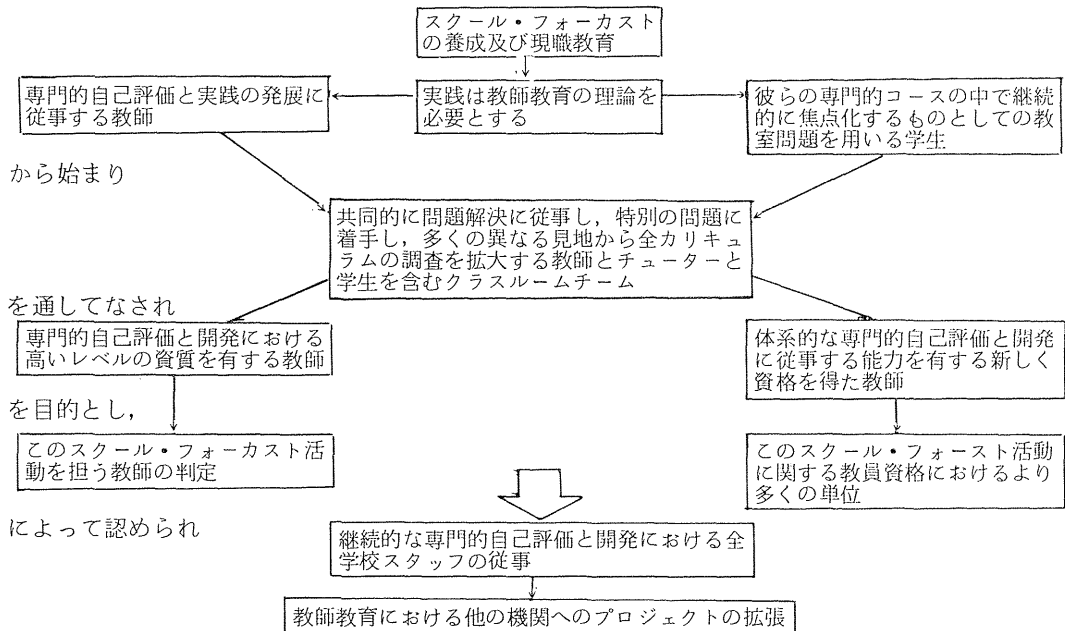 スクール・フォーカスト
の養成及び現職教育
専門的自己評価と実践の発展に
従事する教師
実践は教師教育の理論を
必要とする
彼らの専門的コースの中で継続
的に焦点化するものとしての教
室問題を用いる学生
から始まり
共同的に問題解決に従事し，特別の問題に
着手し，多くの異なる見地から全カリキュ
ラムの調査を拡大する教師とチューターと
学生を含むクラスルームチーム
を通してなされ
専門的自己評価と開発における
高いレベルの資質を有する教師
体系的な専門的自己評価と開発
に従事する能力を有する新しく
資格を得た教師
を目的とし，
このスクール・フォーカスト活
動を担う教師の判定
このスクール・フォースト活動
に関する教員資格におけるより
多くの単位
によって認められ
継続的な専門的自己評価と開発における全
学校スタッフの従事
教師教育における他の機関へのプロジェクトの拡張